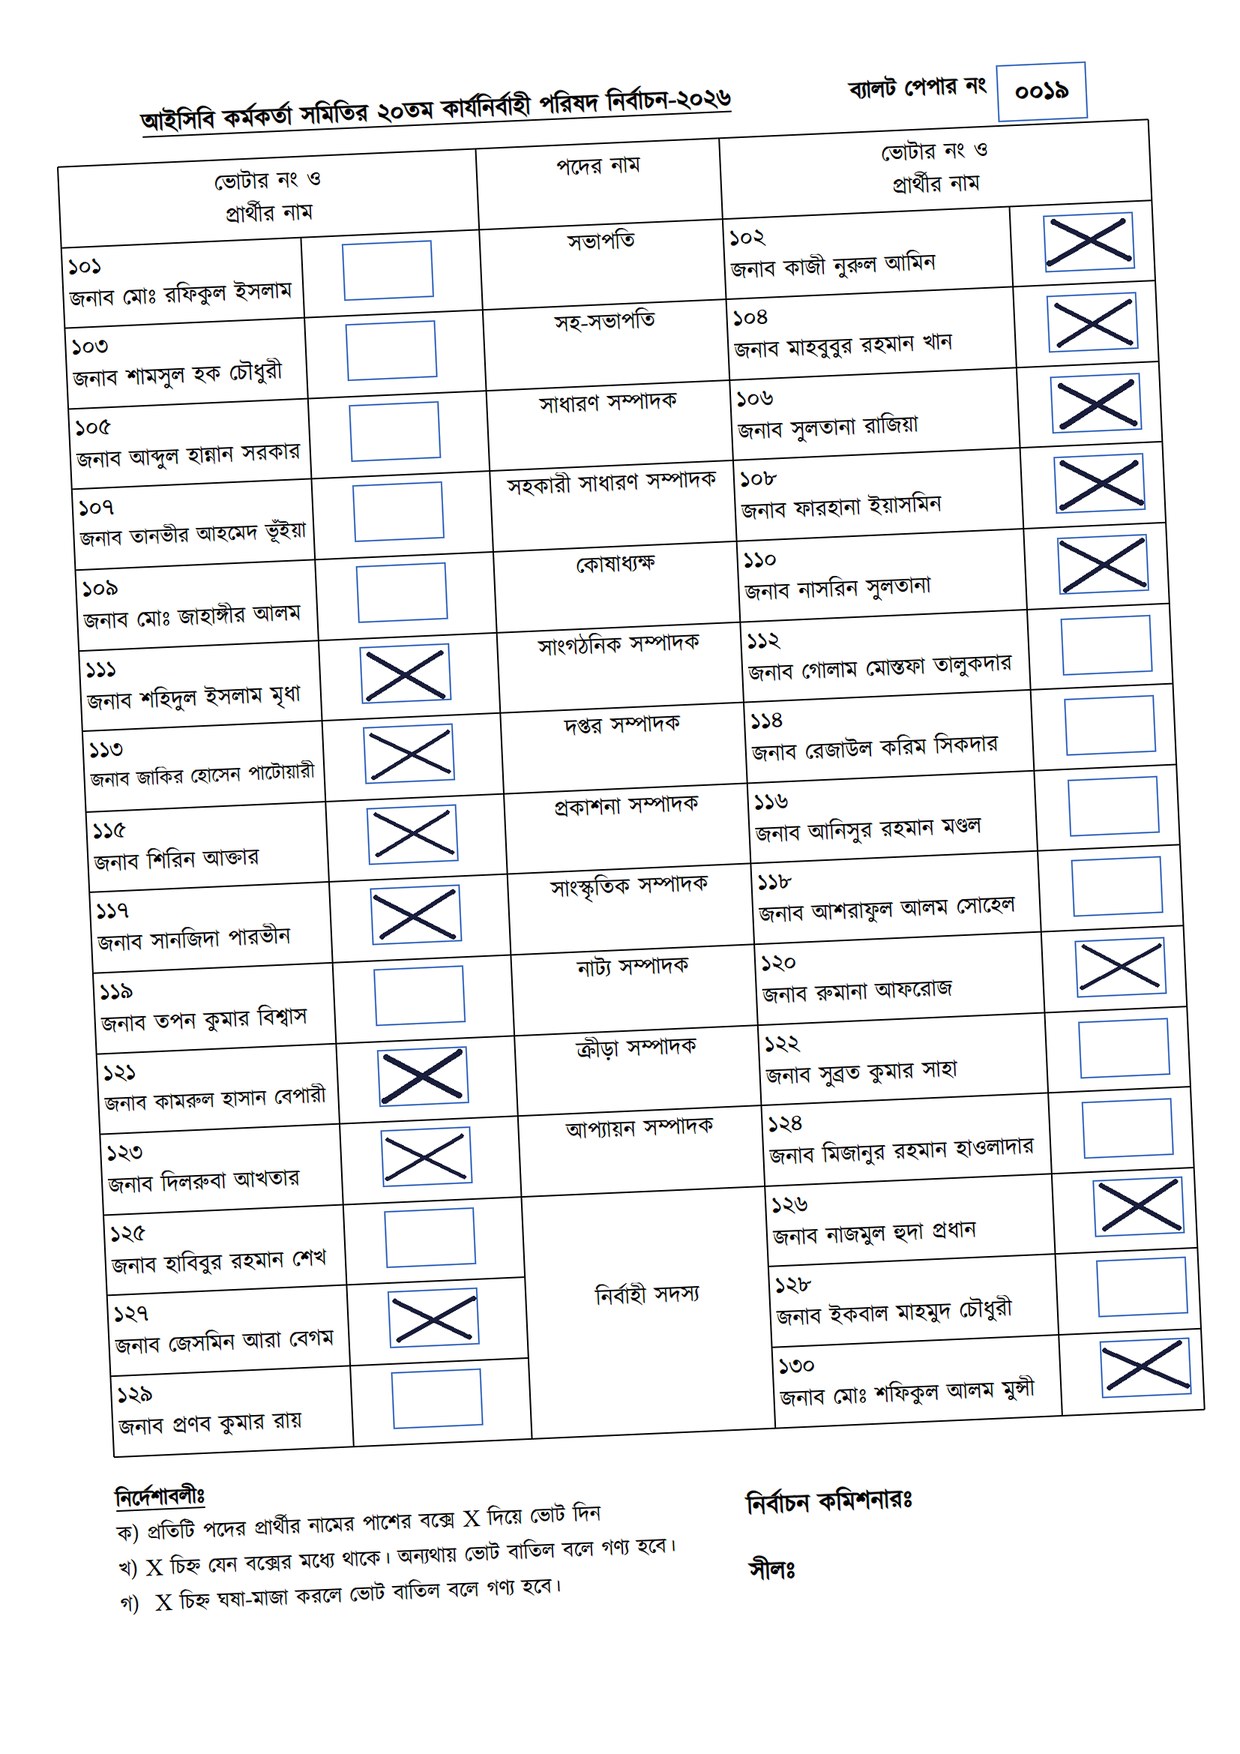 আইসিবি কর্মকর্তা সমিতির ২০তম কার্যনির্বাহী পরিষদ নির্বাচন-২০২৬
ব্যালট পেপার নং ০০১৯
ভোটার নং ও
প্রার্থীর নাম
পদের নাম
ভোটার নং ও
প্রার্থীর নাম
১০১
জনাব মোঃ রফিকুল ইসলাম
সভাপতি
১০২
জনাব কাজী নুরুল আমিন
X
১০৩
জনাব শামসুল হক চৌধুরী
সহ-সভাপতি
১০৪
জনাব মাহবুবুর রহমান খান
X
১০৫
জনাব আব্দুল হান্নান সরকার
সাধারণ সম্পাদক
১০৬
জনাব সুলতানা রাজিয়া
X
১০৭
জনাব তানভীর আহমেদ ভূঁইয়া
সহকারী সাধারণ সম্পাদক
১০৮
জনাব ফারহানা ইয়াসমিন
X
১০৯
জনাব মোঃ জাহাঙ্গীর আলম
কোষাধ্যক্ষ
১১০
জনাব নাসরিন সুলতানা
X
১১১
জনাব শহিদুল ইসলাম মৃধা
X
সাংগঠনিক সম্পাদক
১১২
জনাব গোলাম মোস্তফা তালুকদার
১১৩
জনাব জাকির হোসেন পাটোয়ারী
X
দপ্তর সম্পাদক
১১৪
জনাব রেজাউল করিম সিকদার
১১৫
জনাব শিরিন আক্তার
X
প্রকাশনা সম্পাদক
১১৬
জনাব আনিসুর রহমান মণ্ডল
১১৭
জনাব সানজিদা পারভীন
X
সাংস্কৃতিক সম্পাদক
১১৮
জনাব আশরাফুল আলম সোহেল
১১৯
জনাব তপন কুমার বিশ্বাস
নাট্য সম্পাদক
১২০
জনাব রুমানা আফরোজ
X
১২১
জনাব কামরুল হাসান বেপারী
X
ক্রীড়া সম্পাদক
১২২
জনাব সুব্রত কুমার সাহা
১২৩
জনাব দিলরুবা আখতার
X
আপ্যায়ন সম্পাদক
১২৪
জনাব মিজানুর রহমান হাওলাদার
১২৫
জনাব হাবিবুর রহমান শেখ
নির্বাহী সদস্য
১২৬
জনাব নাজমুল হুদা প্রধান
X
১২৭
জনাব জেসমিন আরা বেগম
X
১২৮
জনাব ইকবাল মাহমুদ চৌধুরী
১২৯
জনাব প্রণব কুমার রায়
১৩০
জনাব মোঃ শফিকুল আলম মুন্সী
X
নির্দেশাবলীঃ
ক) প্রতিটি পদের প্রার্থীর নামের পাশের বক্সে X দিয়ে ভোট দিন
খ) X চিহ্ন যেন বক্সের মধ্যে থাকে। অন্যথায় ভোট বাতিল বলে গণ্য হবে।
গ) X চিহ্ন ঘষা-মাজা করলে ভোট বাতিল বলে গণ্য হবে।
নির্বাচন কমিশনারঃ
সীলঃ